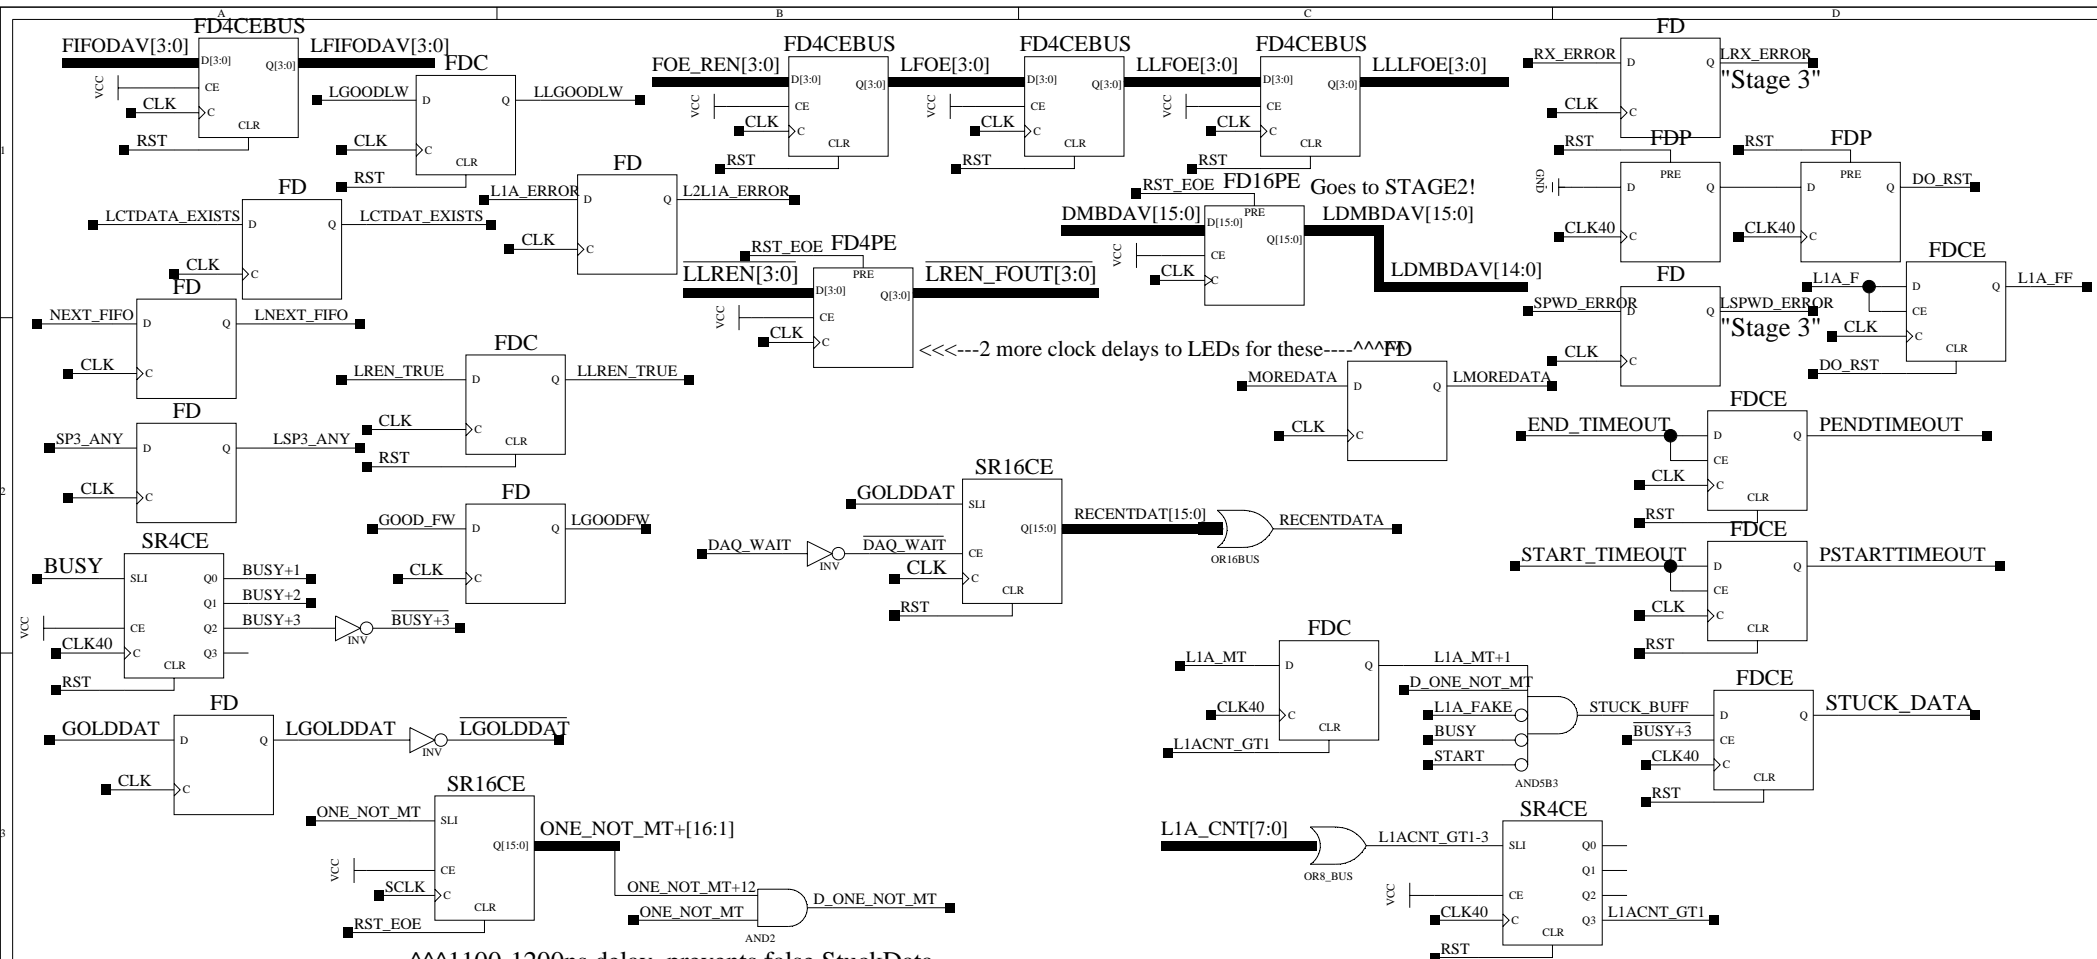 A
B
C
D
1
2
3
FD4CEBUS
FIFODAV[3:0]
LFIFODAV[3:0]
D[3:0]
Q[3:0]
VCC
CE
CLK
C
CLR
RST
FDC
LGOODLW
D
Q
LLGOODLW
CLK
C
CLR
RST
FD4CEBUS
FOE_REN[3:0]
D[3:0]
Q[3:0]
LFOE[3:0]
VCC
CE
CLK
C
CLR
RST
FD4CEBUS
D[3:0]
Q[3:0]
LLFOE[3:0]
VCC
CE
CLK
C
CLR
RST
FD4CEBUS
D[3:0]
Q[3:0]
LLLFOE[3:0]
VCC
CE
CLK
C
CLR
RST
FD
RX_ERROR
D
Q
LRX_ERROR
"Stage 3"
CLK
C
FD
LCTDATA_EXISTS
D
Q
LCTDAT_EXISTS
CLK
C
FD
L1A_ERROR
D
Q
L2L1A_ERROR
CLK
C
FD16PE
RST_EOE
Goes to STAGE2!
PRE
DMBDAV[15:0]
D[15:0]
Q[15:0]
LDMBDAV[15:0]
VCC
CE
CLK
C
LDMBDAV[14:0]
FDP
RST
PRE
GND
D
Q
CLK40
C
FDP
RST
PRE
D
Q
DO_RST
CLK40
C
FD4PE
RST_EOE
PRE
LLREN[3:0]
D[3:0]
Q[3:0]
LREN_FOUT[3:0]
VCC
CE
CLK
C
<<<---2 more clock delays to LEDs for these----^^^^^
FD
NEXT_FIFO
D
Q
LNEXT_FIFO
CLK
C
FD
SPWD_ERROR
D
Q
LSPWD_ERROR
"Stage 3"
CLK
C
FDCE
L1A_F
D
Q
L1A_FF
CE
CLK
C
CLR
DO_RST
FDC
LREN_TRUE
D
Q
LLREN_TRUE
CLK
C
CLR
RST
FD
MOREDATA
D
Q
LMOREDATA
CLK
C
FD
SP3_ANY
D
Q
LSP3_ANY
CLK
C
FDCE
END_TIMEOUT
D
Q
PENDTIMEOUT
CE
CLK
C
CLR
RST
FD
GOOD_FW
D
Q
LGOODFW
CLK
C
SR16CE
GOLDDAT
SLI
Q[15:0]
RECENTDAT[15:0]
OR16BUS
RECENTDATA
DAQ_WAIT
INV
DAQ_WAIT
CE
CLK
C
CLR
RST
FDCE
START_TIMEOUT
D
Q
PSTARTTIMEOUT
CE
CLK
C
CLR
RST
SR4CE
BUSY
SLI
Q0
BUSY+1
Q1
BUSY+2
VCC
CE
Q2
BUSY+3
INV
BUSY+3
CLK40
C
Q3
CLR
RST
FDC
L1A_MT
D
Q
L1A_MT+1
CLK40
C
CLR
L1ACNT_GT1
D_ONE_NOT_MT
L1A_FAKE
BUSY
START
AND5B3
STUCK_BUFF
FDCE
D
Q
STUCK_DATA
BUSY+3
CE
CLK40
C
CLR
RST
FD
GOLDDAT
D
Q
LGOLDDAT
INV
LGOLDDAT
CLK
C
SR16CE
ONE_NOT_MT
SLI
Q[15:0]
ONE_NOT_MT+[16:1]
VCC
CE
SCLK
C
CLR
RST_EOE
ONE_NOT_MT+12
ONE_NOT_MT
AND2
D_ONE_NOT_MT
^^^1100-1200ns delay, prevents false StuckData
L1A_CNT[7:0]
OR8_BUS
L1ACNT_GT1-3
SR4CE
SLI
Q0
Q1
VCC
CE
Q2
CLK40
C
Q3
L1ACNT_GT1
CLR
RST